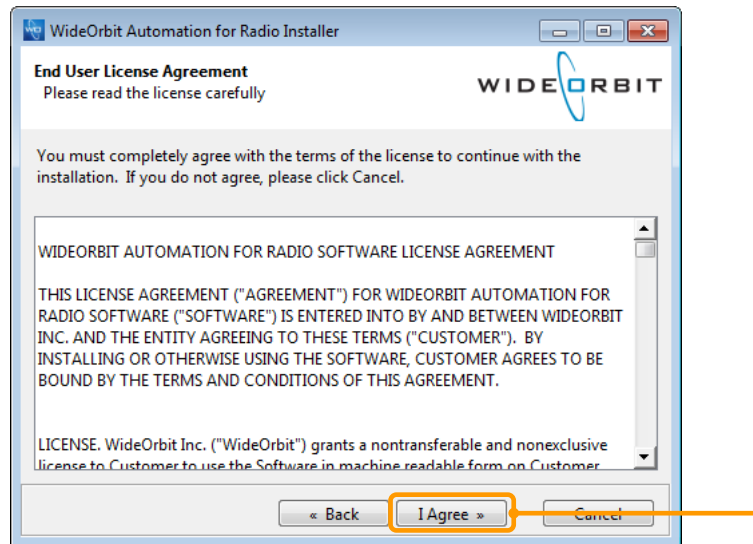 WideOrbit Automation for Radio Installer
End User License Agreement
Please read the license carefully
WIDEORBIT
You must completely agree with the terms of the license to continue with the
installation. If you do not agree, please click Cancel.
WIDEORBIT AUTOMATION FOR RADIO SOFTWARE LICENSE AGREEMENT
THIS LICENSE AGREEMENT ("AGREEMENT") FOR WIDEORBIT AUTOMATION FOR
RADIO SOFTWARE ("SOFTWARE") IS ENTERED INTO BY AND BETWEEN WIDEORBIT
INC. AND THE ENTITY AGREEING TO THESE TERMS ("CUSTOMER"). BY
INSTALLING OR OTHERWISE USING THE SOFTWARE, CUSTOMER AGREES TO BE
BOUND BY THE TERMS AND CONDITIONS OF THIS AGREEMENT.
LICENSE. WideOrbit Inc. ("WideOrbit") grants a nontransferable and nonexclusive
license to Customer to use the Software in machine readable form on Customer
« Back
I Agree »
Cancel